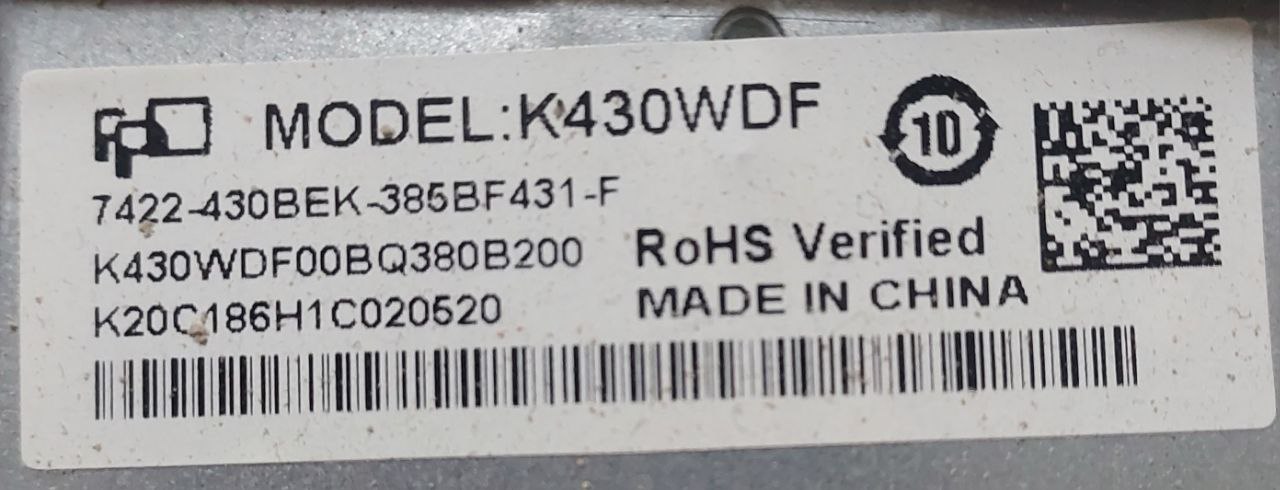 MODEL:K430WDF
10
7422-430BEK-385BF431-F
K430WDF00BQ380B200
RoHS Verified
K20C186H1C020520
MADE IN CHINA